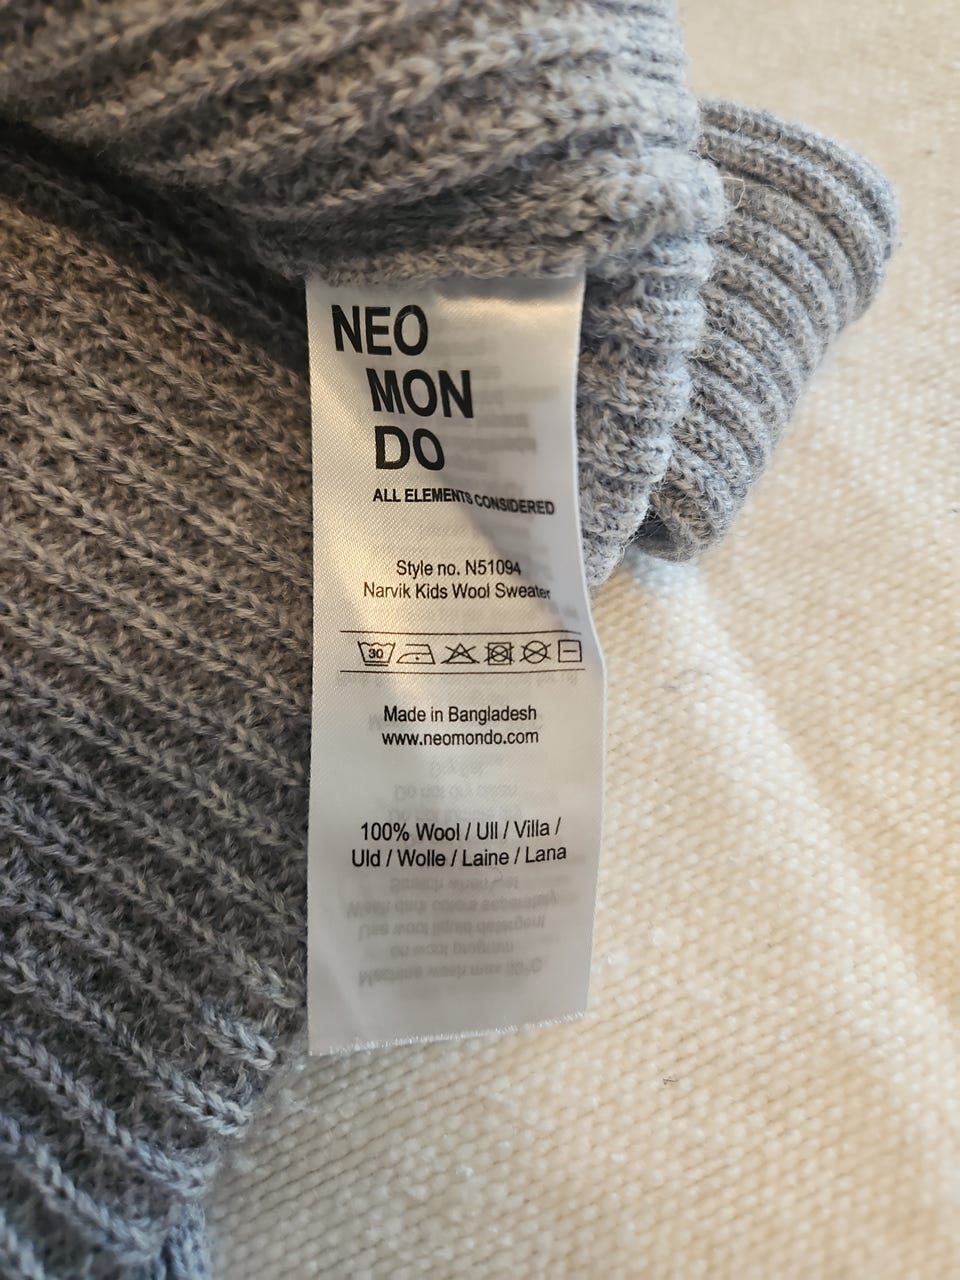 NEO
MON
DO
ALL ELEMENTS CONSIDERED
Style no. N51094
Narvik Kids Wool Sweater
30
Made in Bangladesh
www.neomondo.com
100% Wool / Ull / Villa /
Uld / Wolle / Laine / Lana